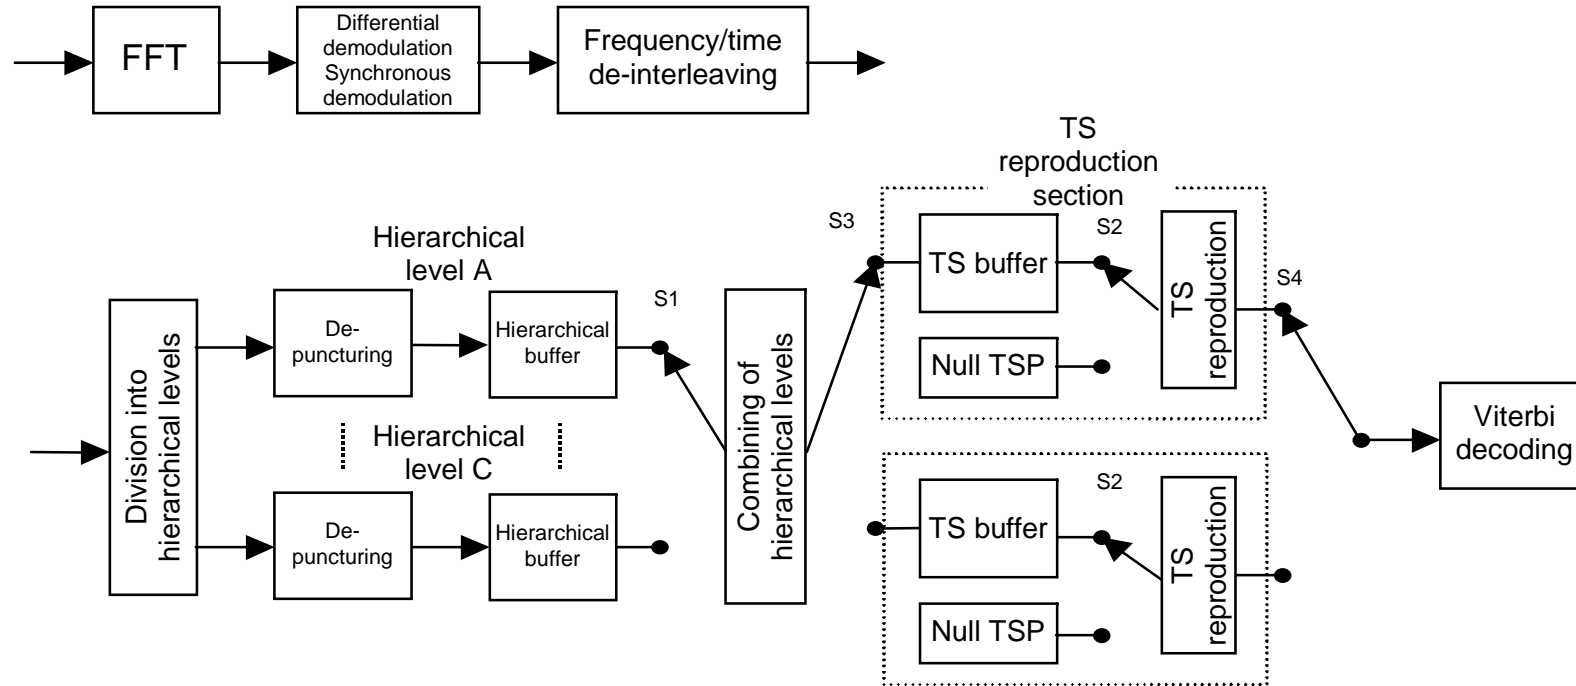 FFT
Differential
demodulation
Synchronous
demodulation
Frequency/time
de-interleaving
TS
reproduction
section
Hierarchical
level A
Division into
hierarchical levels
De-
puncturing
Hierarchical
buffer
S1
Combining of
hierarchical levels
S3
TS buffer
S2
TS
reproduction
S4
Null TSP
Viterbi
decoding
Hierarchical
level C
De-
puncturing
Hierarchical
buffer
TS buffer
S2
TS
reproduction
Null TSP